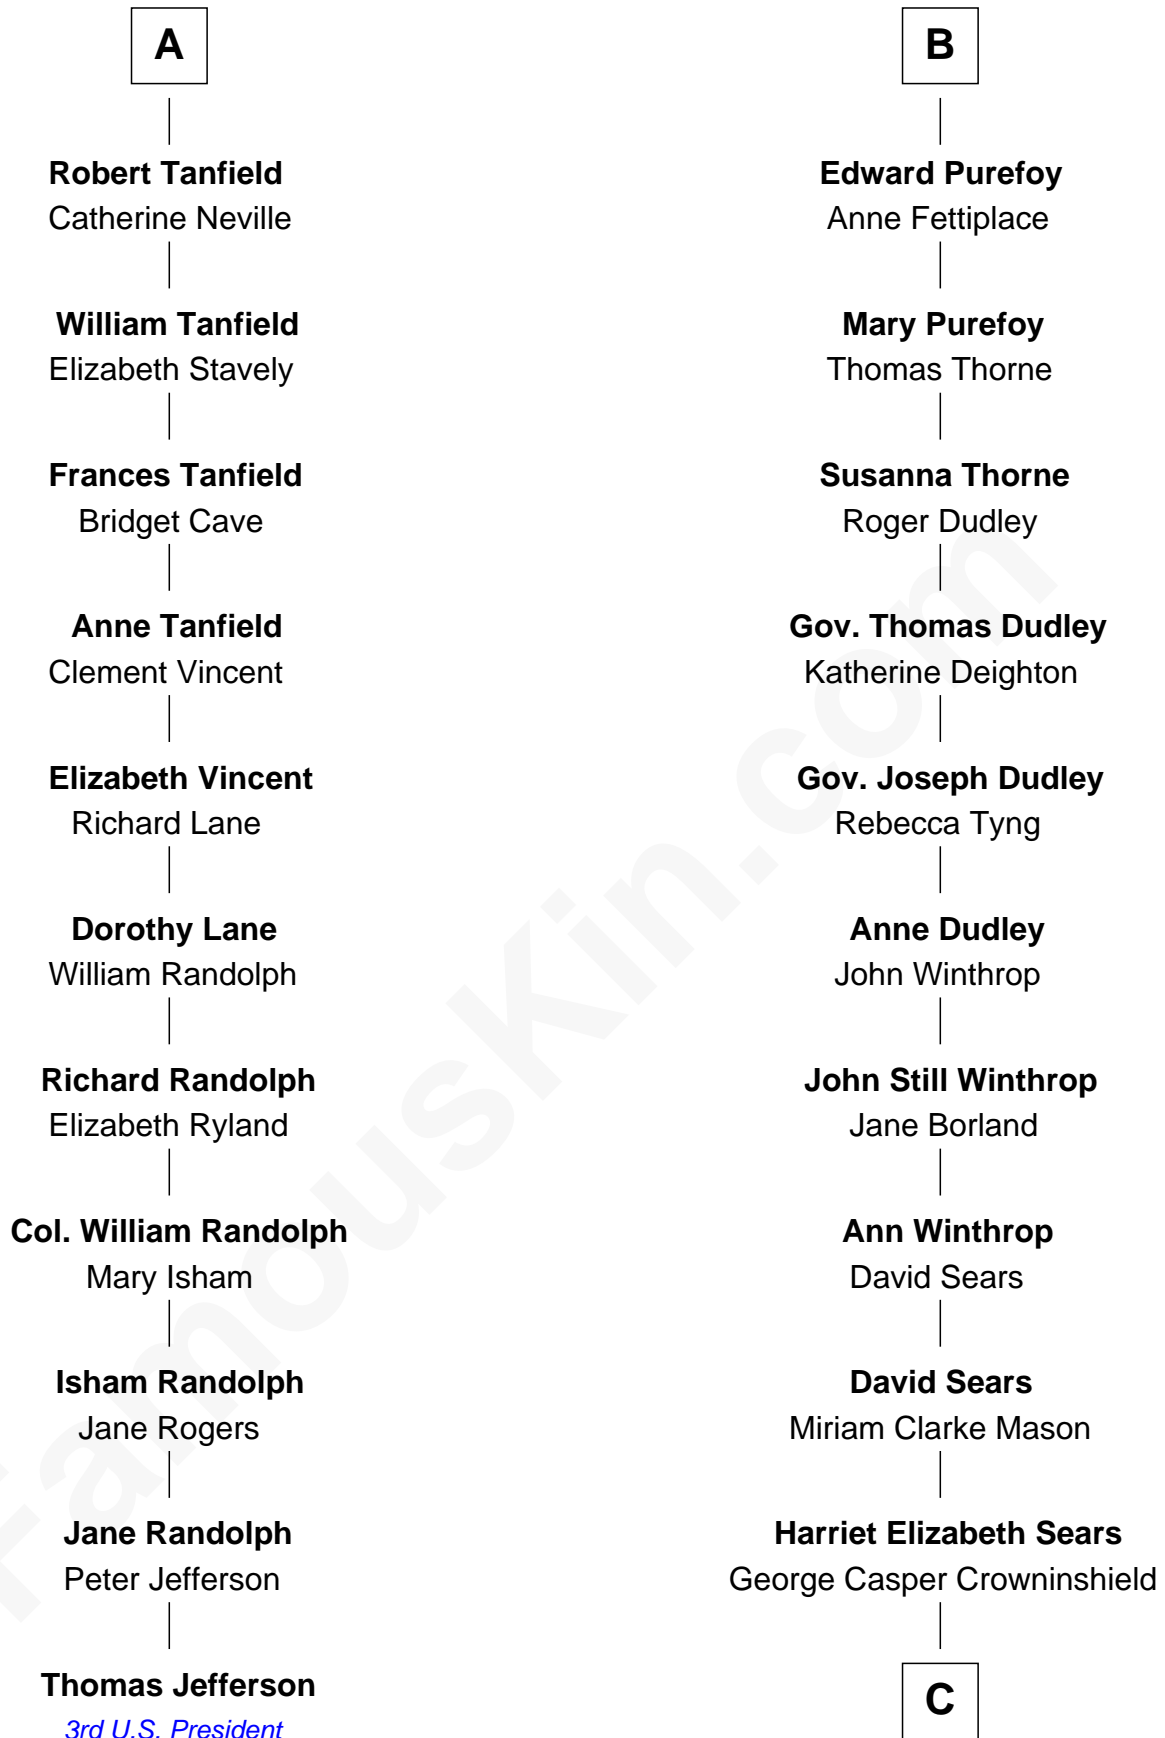 A
Robert Tanfield
Catherine Neville
William Tanfield
Elizabeth Stavely
Frances Tanfield
Bridget Cave
Anne Tanfield
Clement Vincent
Elizabeth Vincent
Richard Lane
Dorothy Lane
William Randolph
Richard Randolph
Elizabeth Ryland
Col. William Randolph
Mary Isham
Isham Randolph
Jane Rogers
Jane Randolph
Peter Jefferson
Thomas Jefferson
3rd U.S. President
B
Edward Purefoy
Anne Fettiplace
Mary Purefoy
Thomas Thorne
Susanna Thorne
Roger Dudley
Gov. Thomas Dudley
Katherine Deighton
Gov. Joseph Dudley
Rebecca Tyng
Anne Dudley
John Winthrop
John Still Winthrop
Jane Borland
Ann Winthrop
David Sears
David Sears
Miriam Clarke Mason
Harriet Elizabeth Sears
George Casper Crowninshield
C
FamousKin.com